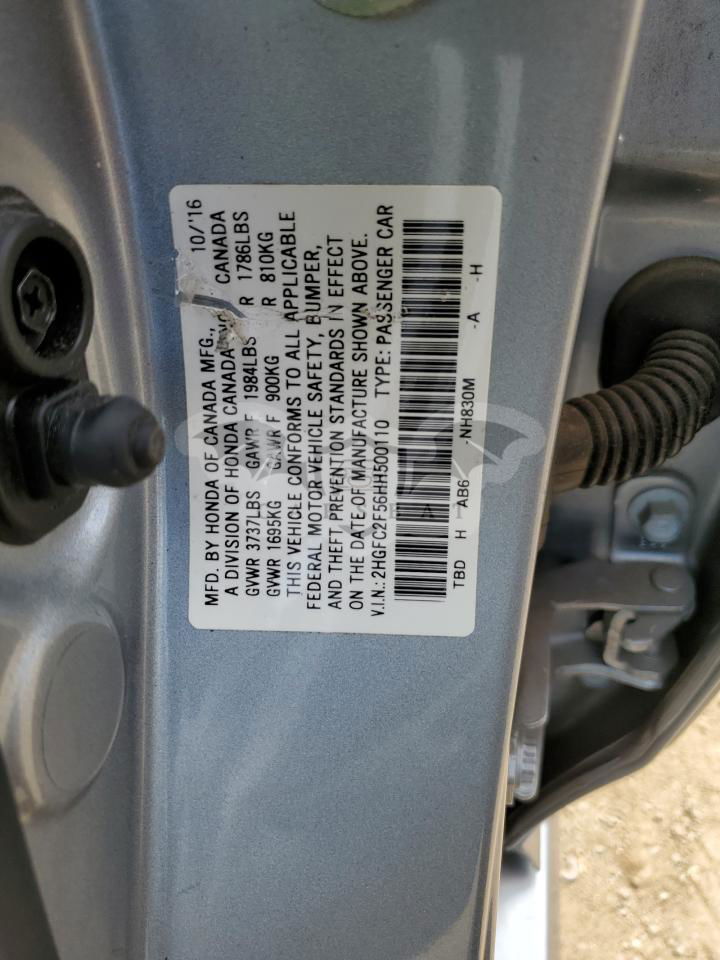 MFD. BY HONDA OF CANADA MFG., 10/'16
A DIVISION OF HONDA CANADA INC. CANADA
GVWR 3737LBS GAWR F 1984LBS R 1786LBS
GVWR 1695KG GAWR F 900KG R 810KG
THIS VEHICLE CONFORMS TO ALL APPLICABLE
FEDERAL MOTOR VEHICLE SAFETY, BUMPER,
AND THEFT PREVENTION STANDARDS IN EFFECT
ON THE DATE OF MANUFACTURE SHOWN ABOVE.
V.I.N.: 2HGFC2F56HH500110 TYPE: PASSENGER CAR
TBD H AB6 -NH830M -A -H